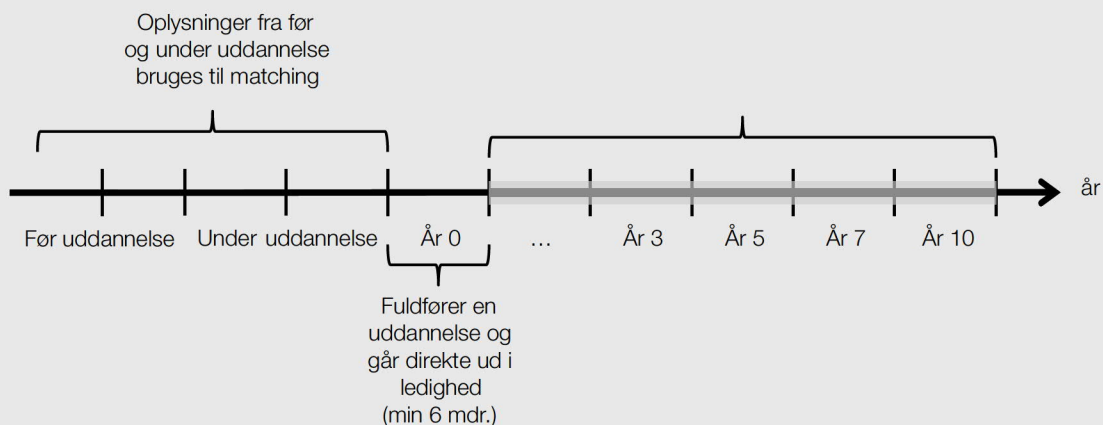 Oplysninger fra før
og under uddannelse
bruges til matching
år
Før uddannelse
Under uddannelse
År 0
...
År 3
År 5
År 7
År 10
Fuldfører en
uddannelse og
går direkte ud i
ledighed
(min 6 mdr.)